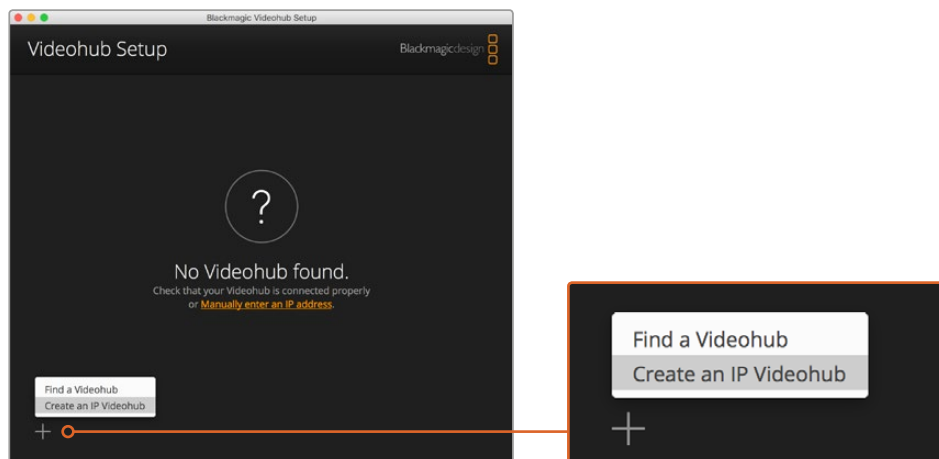 Blackmagic Videohub Setup
Videohub Setup
Blackmagicdesign
?
No Videohub found.
Check that your Videohub is connected properly
or Manually enter an IP address.
Find a Videohub
Create an IP Videohub
Find a Videohub
Create an IP Videohub